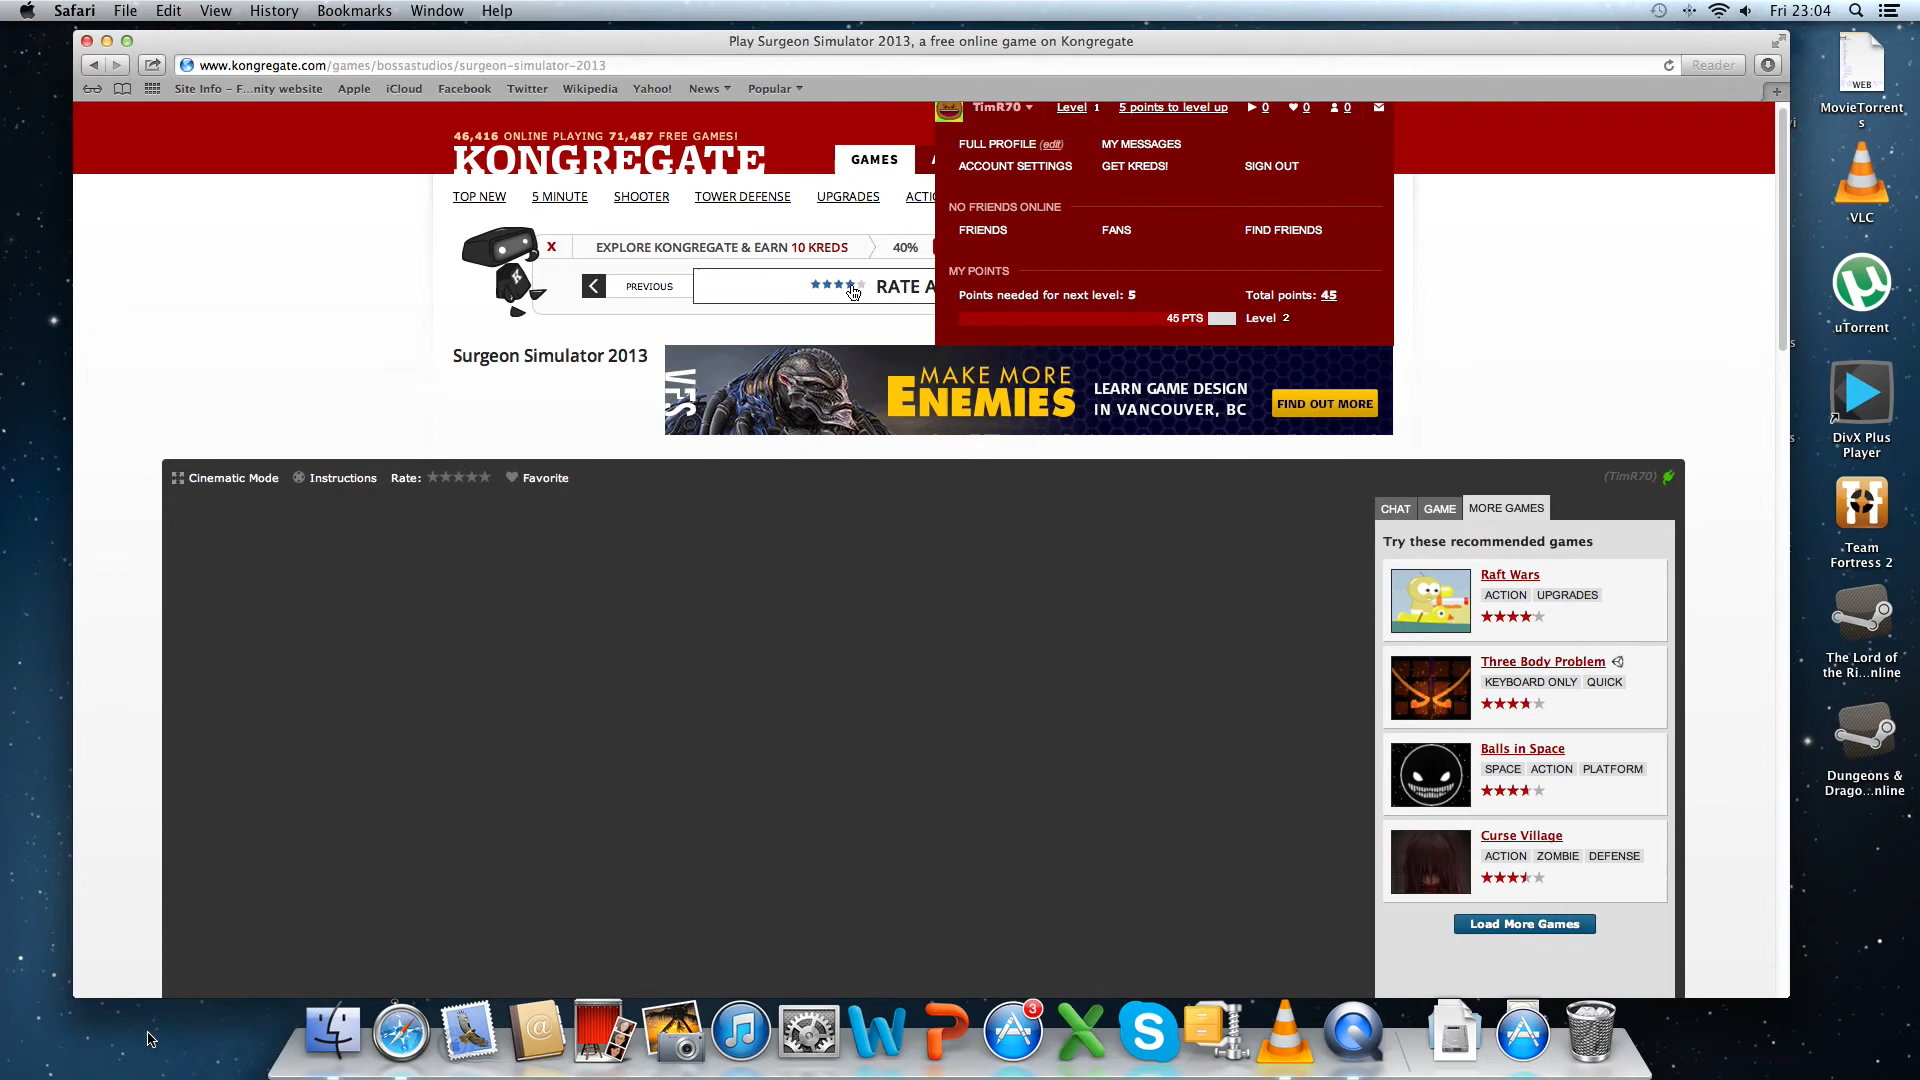 Safari File Edit View History Bookmarks Window Help Fri 23:04
Play Surgeon Simulator 2013, a free online game on Kongregate
www.kongregate.com/games/bossastudios/surgeon-simulator-2013 Reader
Site Info - F...nity website Apple iCloud Facebook Twitter Wikipedia Yahoo! News Popular
TimR70 Level 1 5 points to level up 0 0 0
46,416 ONLINE PLAYING 71,487 FREE GAMES!
KONGREGATE
GAMES
FULL PROFILE (edit) MY MESSAGES
ACCOUNT SETTINGS GET KREDS! SIGN OUT
TOP NEW 5 MINUTE SHOOTER TOWER DEFENSE UPGRADES ACTI
NO FRIENDS ONLINE
FRIENDS FANS FIND FRIENDS
X EXPLORE KONGREGATE & EARN 10 KREDS 40%
PREVIOUS RATE A
MY POINTS
Points needed for next level: 5 Total points: 45
45 PTS Level 2
Surgeon Simulator 2013
VFS
MAKE MORE
ENEMIES
LEARN GAME DESIGN
IN VANCOUVER, BC
FIND OUT MORE
Cinematic Mode Instructions Rate: Favorite (TimR70)
CHAT GAME MORE GAMES
Try these recommended games
Raft Wars
ACTION UPGRADES
Three Body Problem
KEYBOARD ONLY QUICK
Balls in Space
SPACE ACTION PLATFORM
Curse Village
ACTION ZOMBIE DEFENSE
Load More Games
WEB
MovieTorrent
s
VLC
uTorrent
DivX Plus
Player
Team
Fortress 2
The Lord of
the Ri...nline
Dungeons &
Drago...nline
3